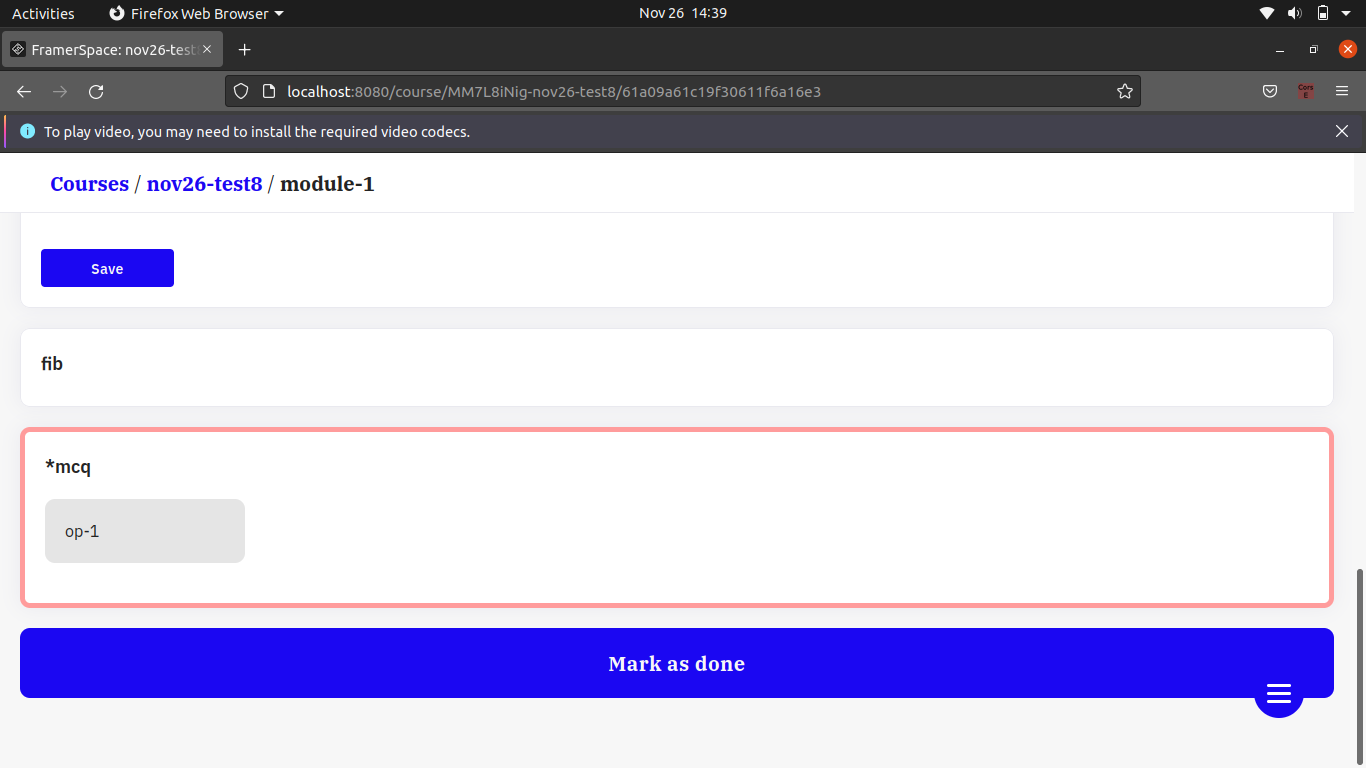 Activities Firefox Web Browser Nov 26 14:39
FramerSpace: nov26-test
localhost:8080/course/MM7L8iNig-nov26-test8/61a09a61c19f30611f6a16e3
Cors
E
To play video, you may need to install the required video codecs.
Courses / nov26-test8 / module-1
Save
fib
*mcq
op-1
Mark as done